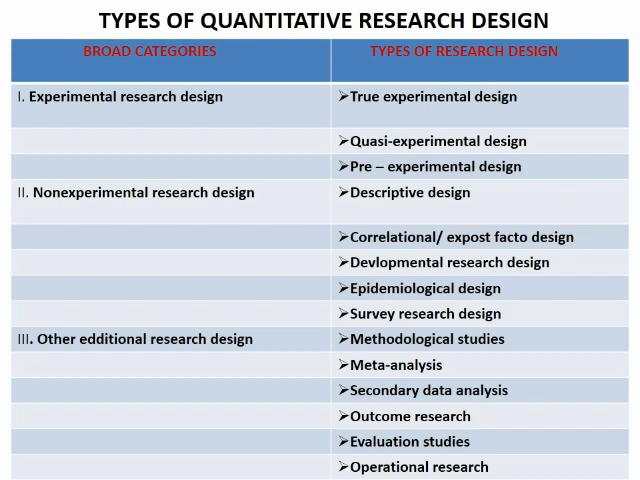 TYPES OF QUANTITATIVE RESEARCH DESIGN
BROAD CATEGORIES
TYPES OF RESEARCH DESIGN
I. Experimental research design
➢True experimental design
➢Quasi-experimental design
➢Pre – experimental design
II. Nonexperimental research design
➢Descriptive design
➢Correlational/ expost facto design
➢Devlopmental research design
➢Epidemiological design
➢Survey research design
III. Other edditional research design
➢Methodological studies
➢Meta-analysis
➢Secondary data analysis
➢Outcome research
➢Evaluation studies
➢Operational research